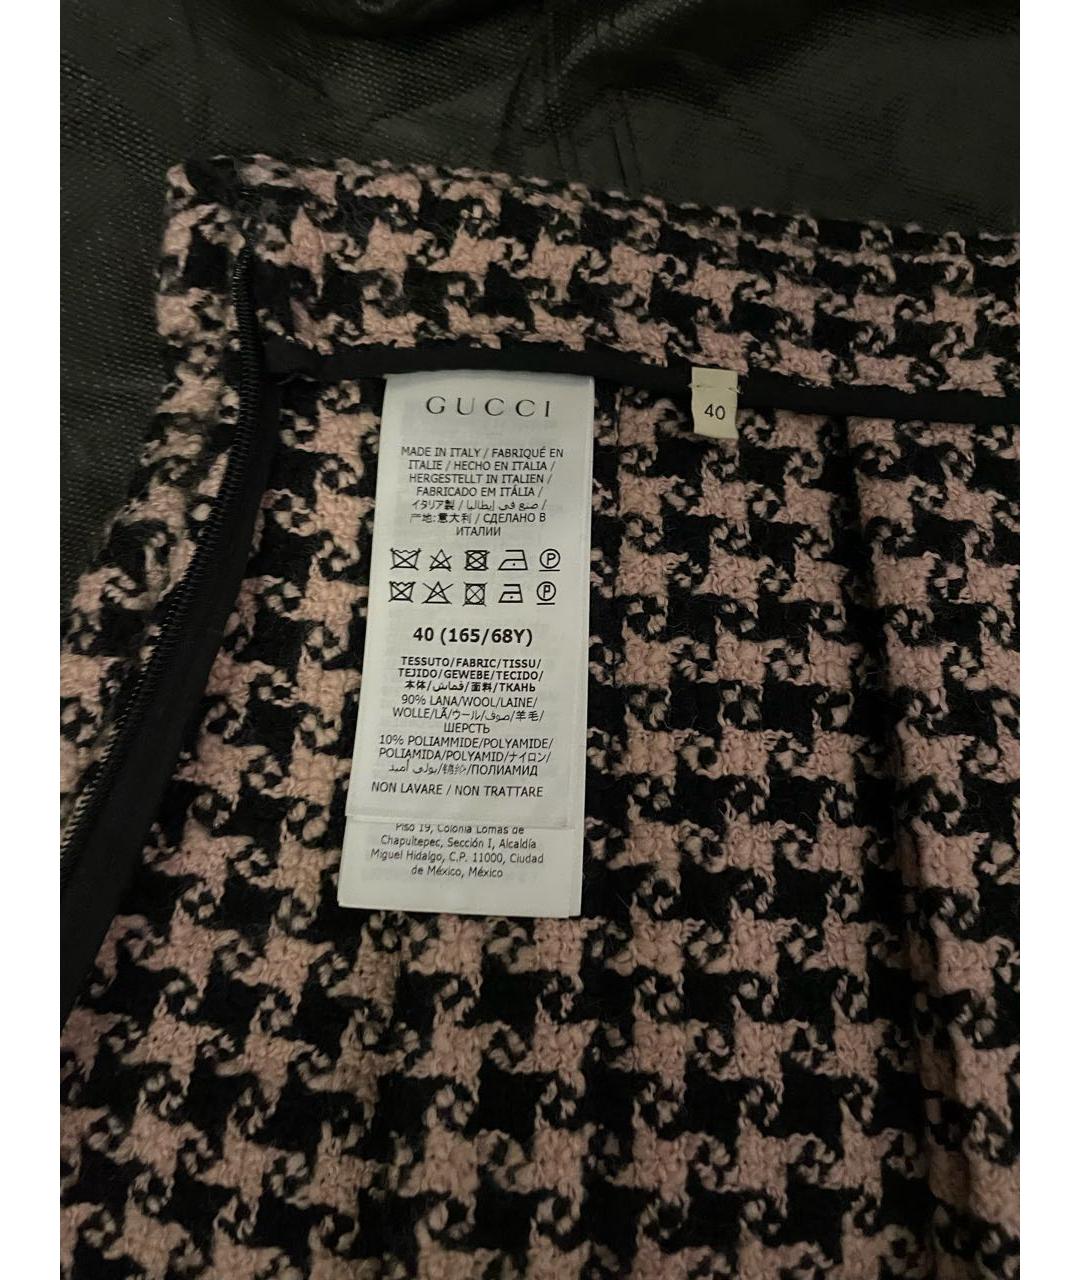 GUCCI
40
MADE IN ITALY / FABRIQUÉ EN
ITALIE / HECHO EN ITALIA /
HERGESTELLT IN ITALIEN /
FABRICADO EM ITÁLIA /
イタリア製 / صنع في إيطاليا /
产地:意大利 / СДЕЛАНО В
ИТАЛИИ
40 (165/68Y)
TESSUTO/FABRIC/TISSU/
TEJIDO/GEWEBE/TECIDO/
本体/قماش/面料/ТКАНЬ
90% LANA/WOOL/LAINE/
WOLLE/LÃ/ウール/صوف/羊毛/
ШЕРСТЬ
10% POLIAMMIDE/POLYAMIDE/
POLIAMIDA/POLYAMID/ナイロン/
بولي أميد/锦纶/ПОЛИАМИД
NON LAVARE / NON TRATTARE
Piso 19, Colonia Lomas de
Chapultepec, Sección I, Alcaldía
Miguel Hidalgo, C.P. 11000, Ciudad
de México, México